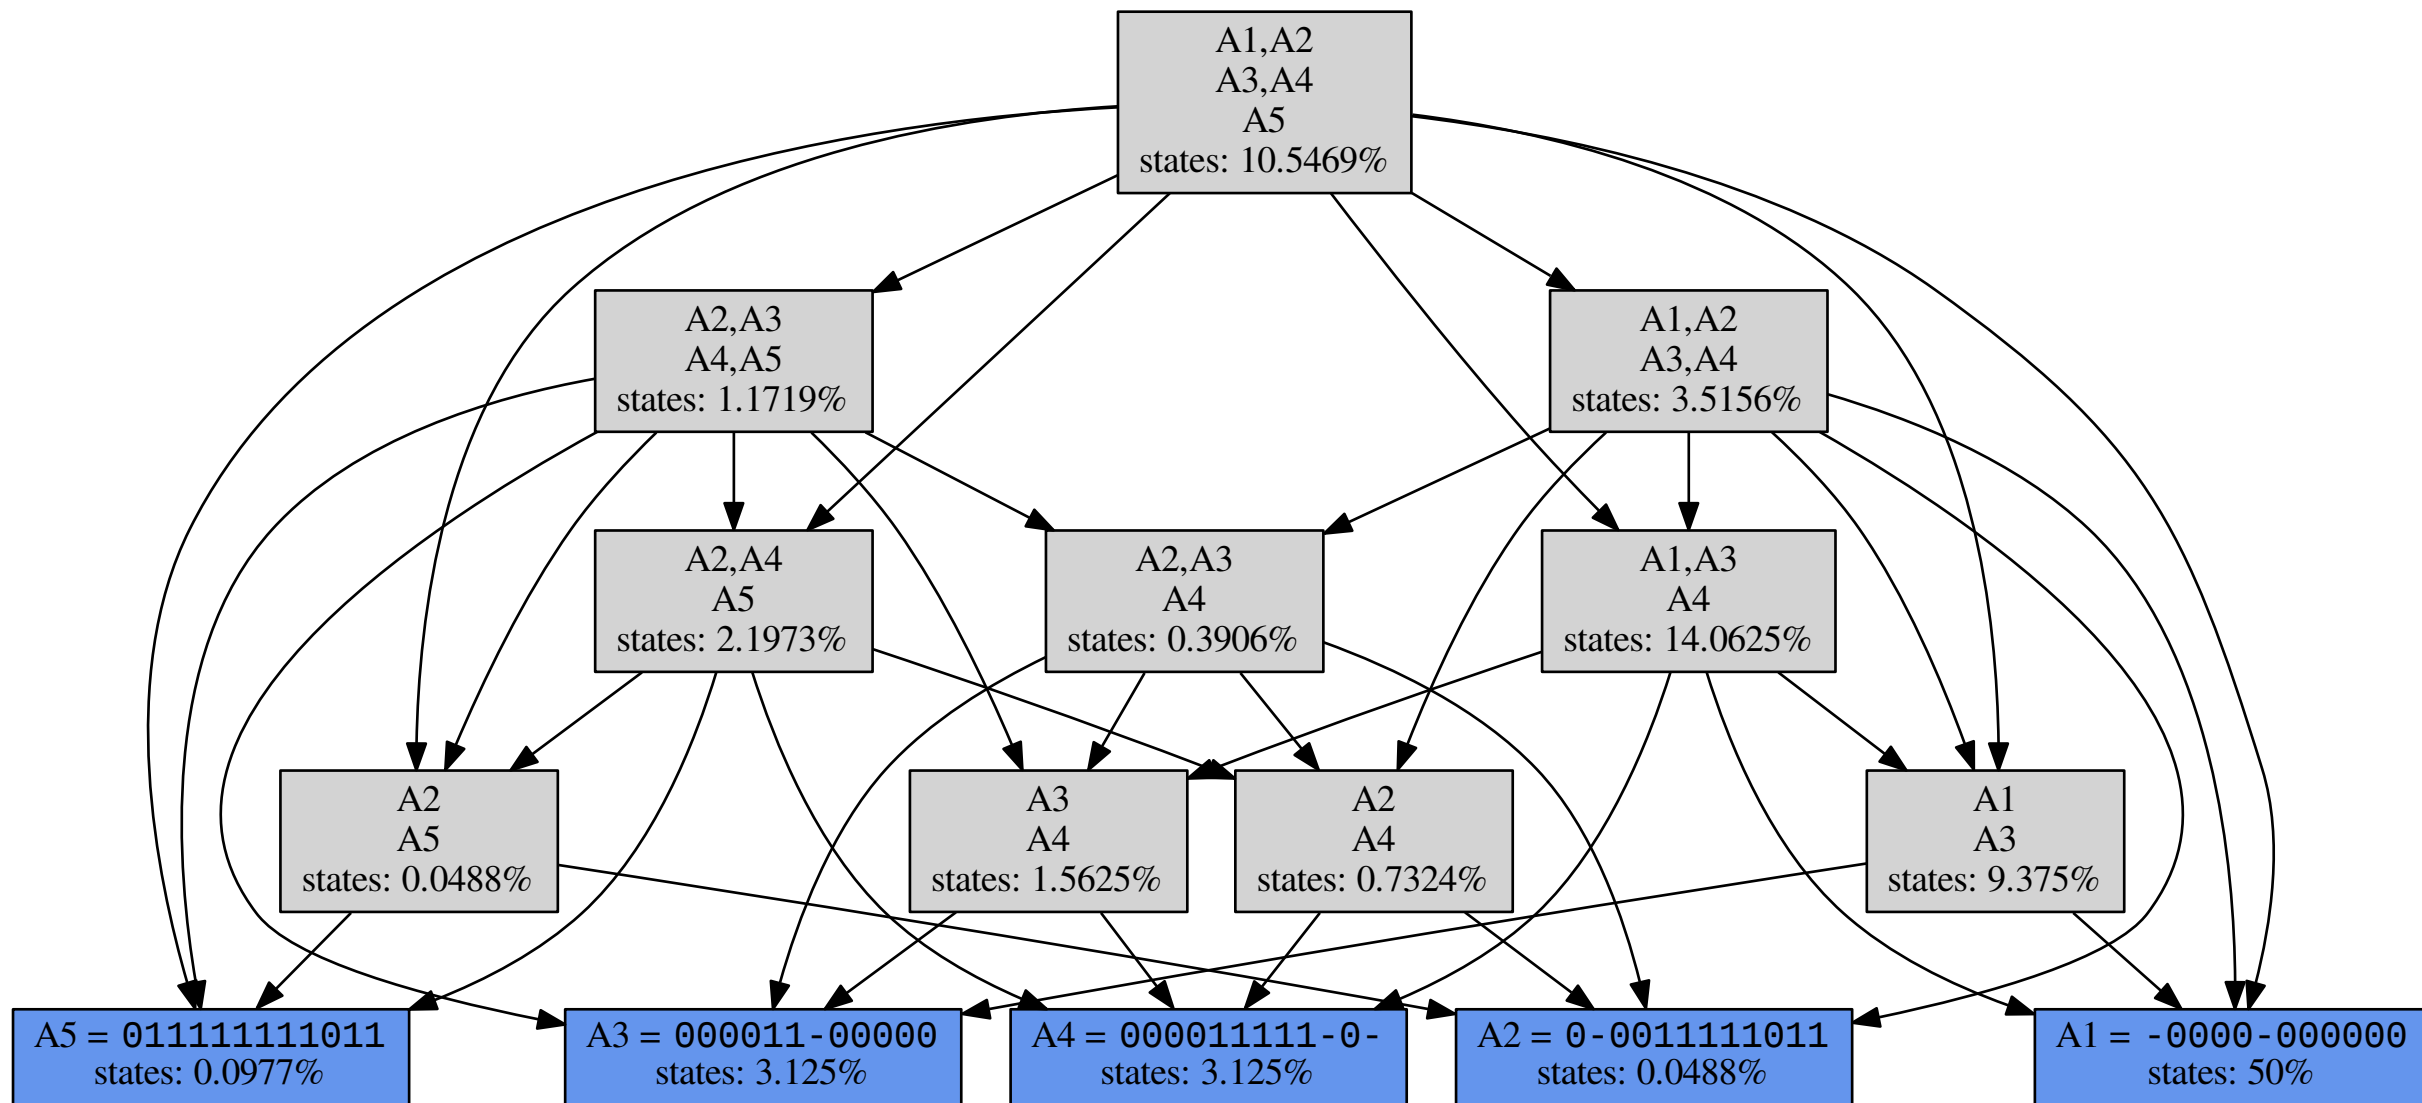 A1,A2
A3,A4
A5
states: 10.5469%
A2,A3
A4,A5
states: 1.1719%
A1,A2
A3,A4
states: 3.5156%
A2,A4
A5
states: 2.1973%
A2,A3
A4
states: 0.3906%
A1,A3
A4
states: 14.0625%
A2
A5
states: 0.0488%
A3
A4
states: 1.5625%
A2
A4
states: 0.7324%
A1
A3
states: 9.375%
A5 = 011111111011
states: 0.0977%
A3 = 000011-00000
states: 3.125%
A4 = 000011111-0-
states: 3.125%
A2 = 0-0011111011
states: 0.0488%
A1 = -0000-000000
states: 50%